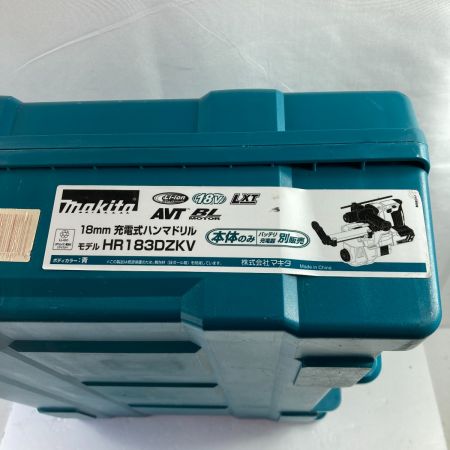 makita
Li-ion
18V
LXT
AVT BL
MOTOR
18mm 充電式ハンマドリル
モデル HR183DZKV
本体のみ バッテリ 充電器 別販売
ボディカラー：青
株式会社マキタ
Made in China